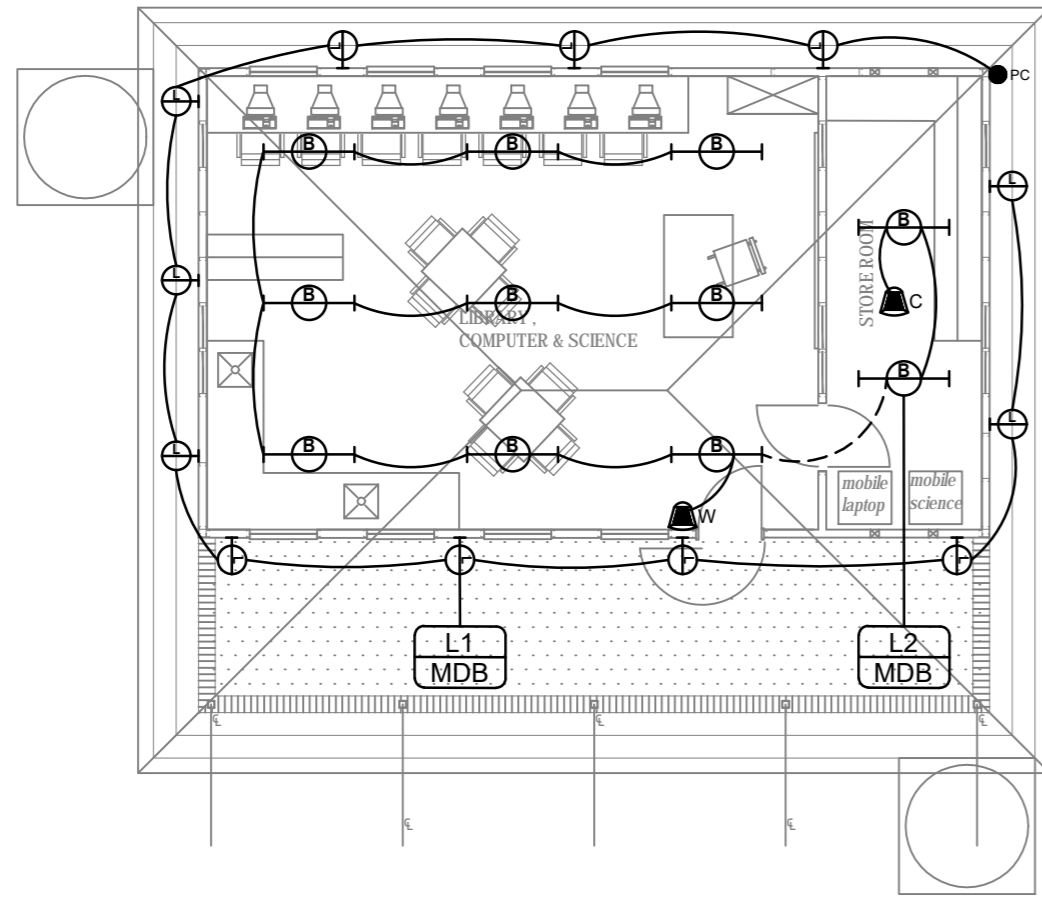 L L L
PC
L
B B B
L
B
STORE ROOM
L
B B B
C
LIBRARY ,
COMPUTER & SCIENCE
B
L
L
B B B
mobile
laptop
mobile
science
W
L L L L
L1
MDB
L2
MDB
℄ ℄ ℄
℄ ℄